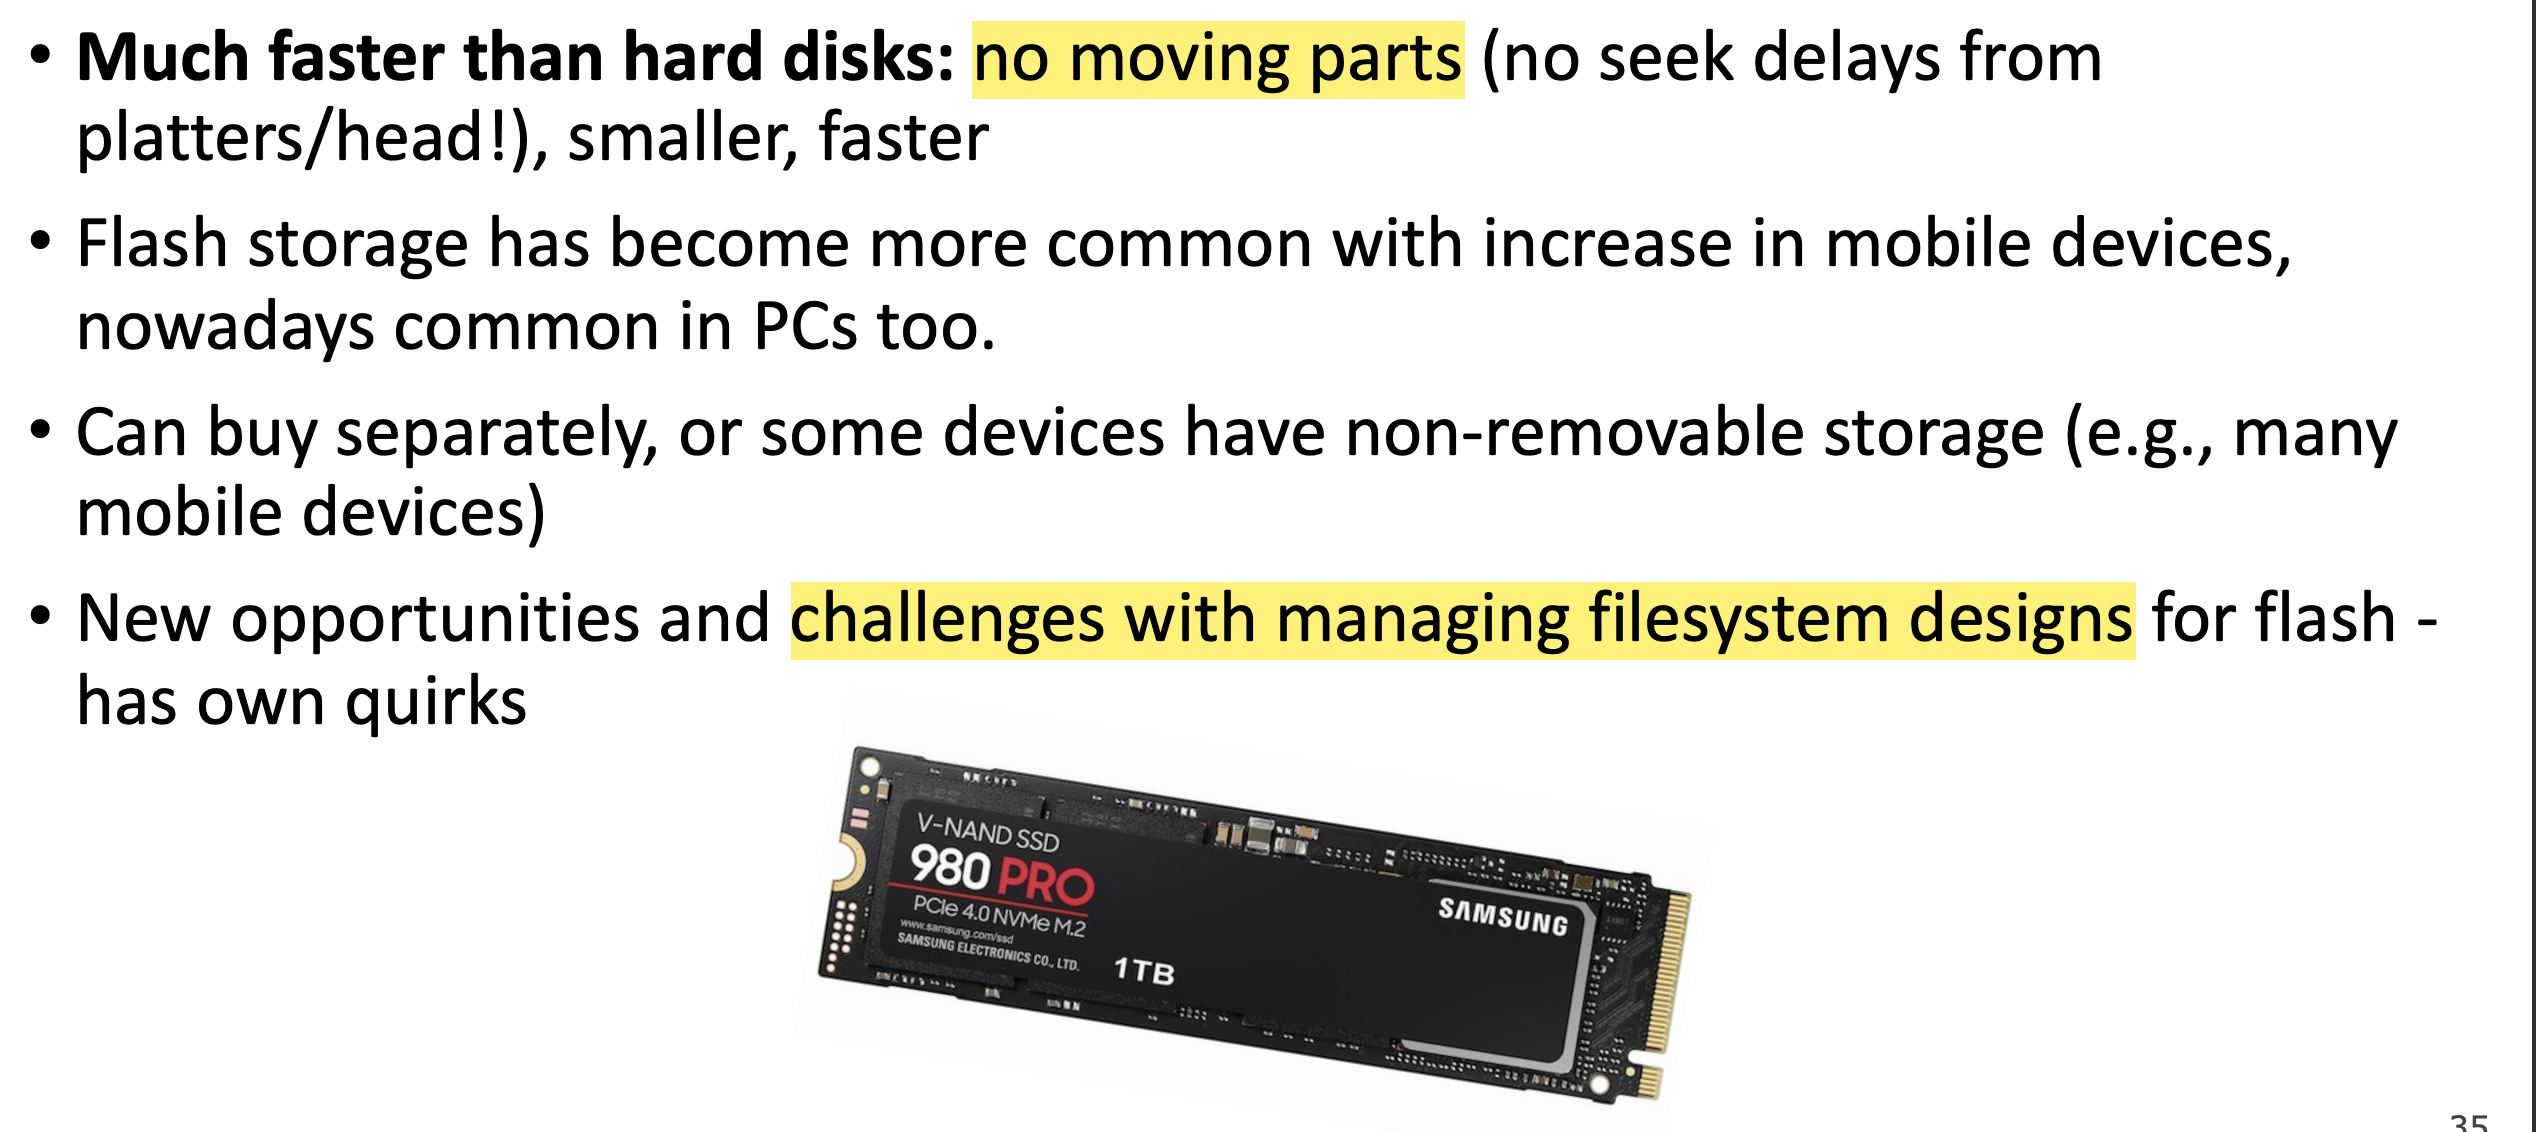 • Much faster than hard disks: no moving parts (no seek delays from
platters/head!), smaller, faster
• Flash storage has become more common with increase in mobile devices,
nowadays common in PCs too.
• Can buy separately, or some devices have non-removable storage (e.g., many
mobile devices)
• New opportunities and challenges with managing filesystem designs for flash -
has own quirks
V-NAND SSD
980 PRO
PCIe 4.0 NVMe M.2
www.samsung.com/ssd
SAMSUNG ELECTRONICS CO., LTD.
1TB
SAMSUNG
35